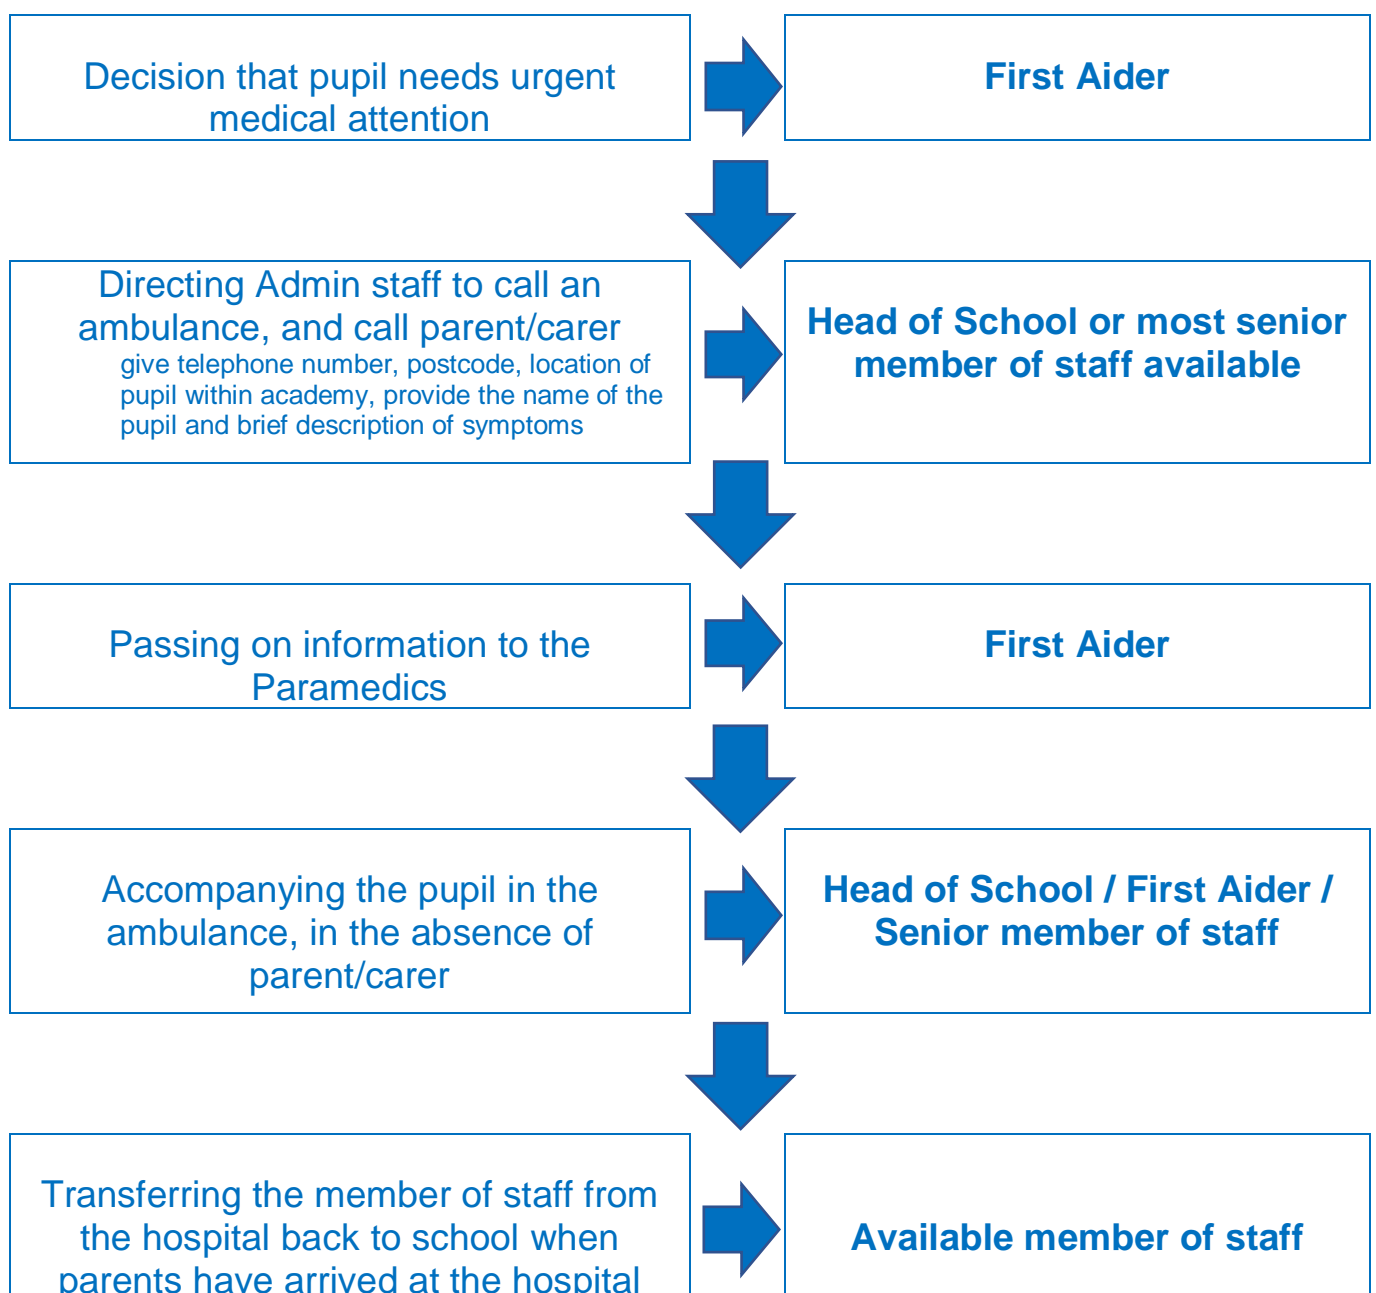 Decision that pupil needs urgent
medical attention
First Aider
Directing Admin staff to call an
ambulance, and call parent/carer
give telephone number, postcode, location of
pupil within academy, provide the name of the
pupil and brief description of symptoms
Head of School or most senior
member of staff available
Passing on information to the
Paramedics
First Aider
Accompanying the pupil in the
ambulance, in the absence of
parent/carer
Head of School / First Aider /
Senior member of staff
Transferring the member of staff from
the hospital back to school when
parents have arrived at the hospital
Available member of staff